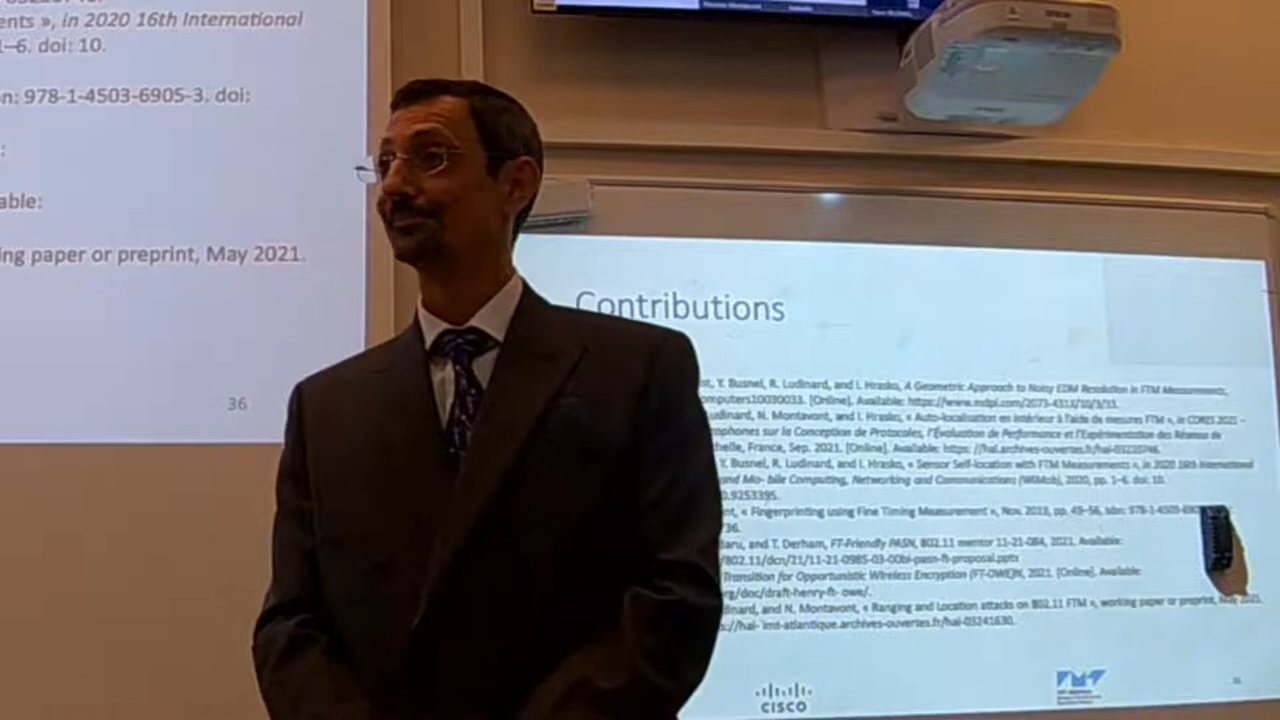 ents », in 2020 16th International
1–6. doi: 10.
n: 978-1-4503-6905-3. doi:
:
able:
ing paper or preprint, May 2021.
36
Contributions
st, Y. Busnel, R. Ludinard, and I. Hrasko, A Geometric Approach to Noisy EDM Resolution in FTM Measurements,
omputers10030033. [Online]. Available: https://www.mdpi.com/2073-431X/10/3/33.
udinard, N. Montavont, and I. Hrasko, « Auto-localisation en intérieur à l'aide de mesures FTM », in CORES 2021 –
ophones sur la Conception de Protocoles, l'Évaluation de Performance et l'Expérimentation des Réseaux de
helle, France, Sep. 2021. [Online]. Available: https: //hal.archives-ouvertes.fr/hal-03220746.
Y. Busnel, R. Ludinard, and I. Hrasko, « Sensor Self-location with FTM Measurements », in 2020 16th International
and Mo- bile Computing, Networking and Communications (WiMob), 2020, pp. 1–6. doi: 10.
0.9253395.
nt, « Fingerprinting using Fine Timing Measurement », Nov. 2019, pp. 49–56, isbn: 978-1-4503-690
736.
daru, and T. Derham, FT-Friendly PASN, 802.11 mentor 11-21-084, 2021. Available:
/802.11/dcn/21/11-21-0985-03-00bi-pasn-ft-proposal.pptx
Transition for Opportunistic Wireless Encryption (FT-OWE)N, 2021. [Online]. Available:
rg/doc/draft-henry-ft- owe/.
dinard, and N. Montavont, « Ranging and Location attacks on 802.11 FTM », working paper or preprint, May 2021.
s://hal- imt-atlantique.archives-ouvertes.fr/hal-03241630.
CISCO